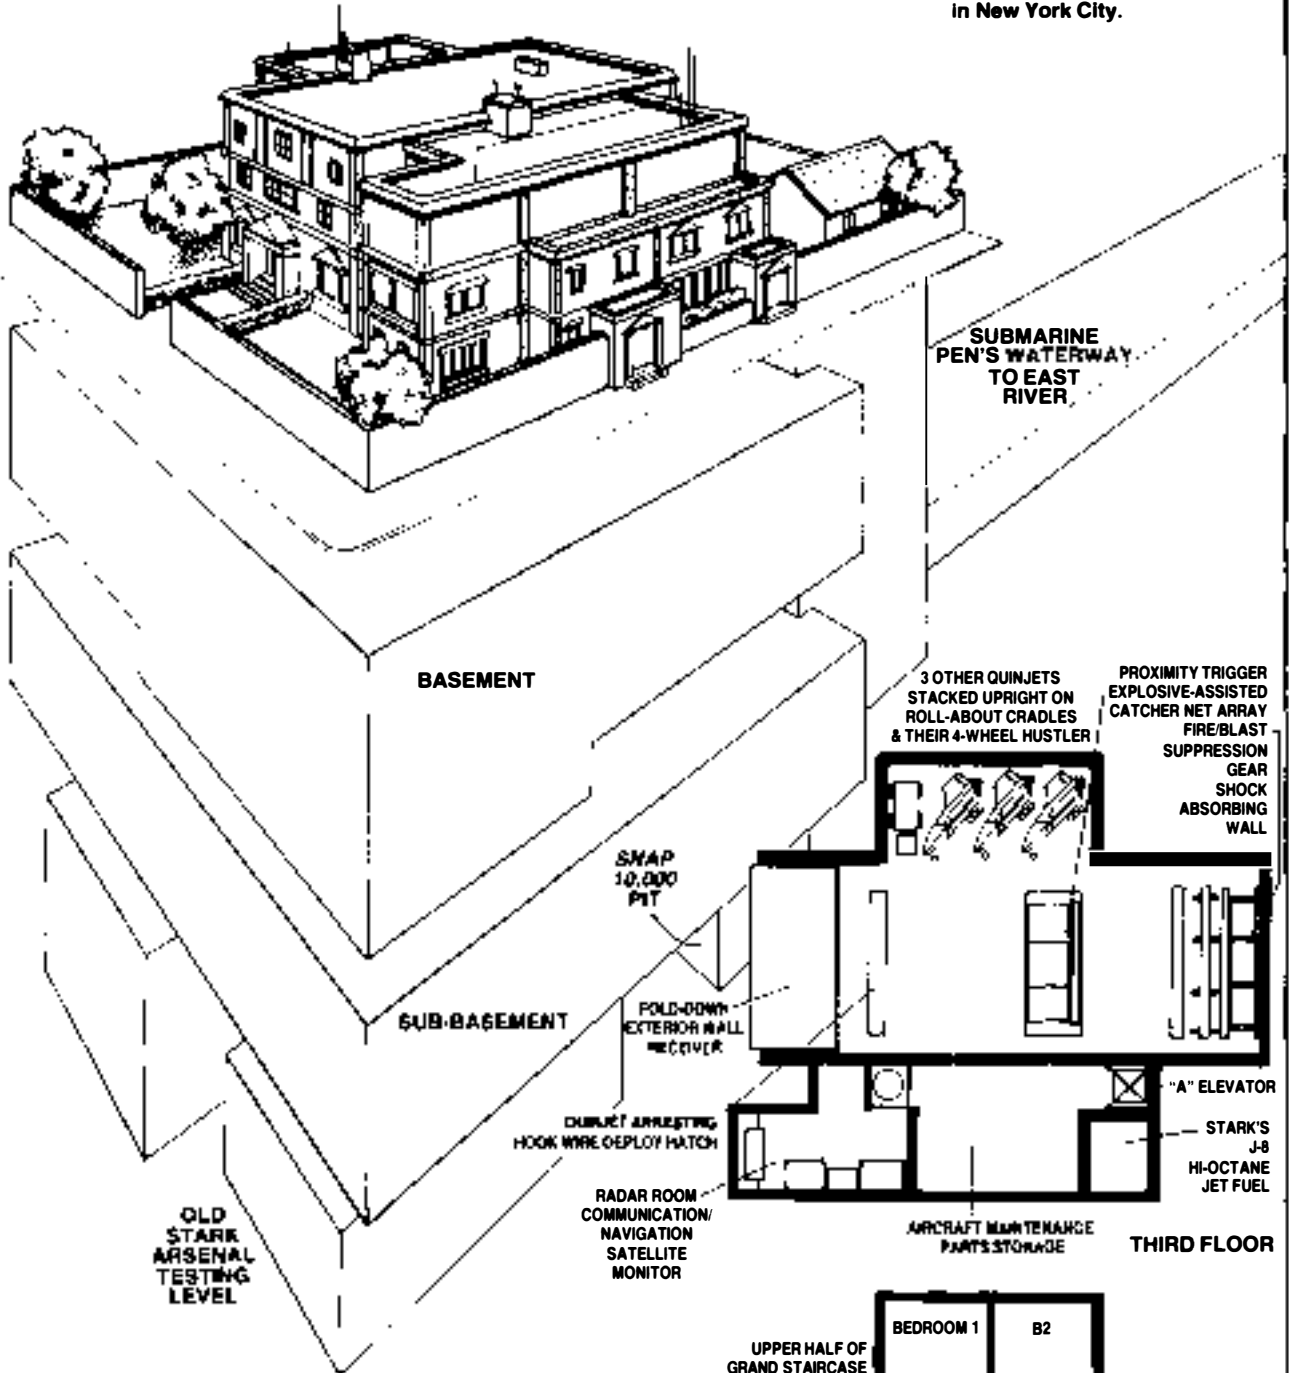 in New York City.
SUBMARINE
PEN'S WATERWAY
TO EAST
RIVER
BASEMENT
3 OTHER QUINJETS
STACKED UPRIGHT ON
ROLL-ABOUT CRADLES
& THEIR 4-WHEEL HUSTLER
PROXIMITY TRIGGER
EXPLOSIVE-ASSISTED
CATCHER NET ARRAY
FIRE/BLAST
SUPPRESSION
GEAR
SHOCK
ABSORBING
WALL
SNAP
10,000
PIT
SUB-BASEMENT
FOLD-DOWN
EXTERIOR WALL
RECEIVER
QUINJET ARRESTING
HOOK WIRE DEPLOY HATCH
"A" ELEVATOR
STARK'S
J-8
HI-OCTANE
JET FUEL
RADAR ROOM
COMMUNICATION/
NAVIGATION
SATELLITE
MONITOR
AIRCRAFT MAINTENANCE
PARTS STORAGE
THIRD FLOOR
OLD
STARK
ARSENAL
TESTING
LEVEL
BEDROOM 1
B2
UPPER HALF OF
GRAND STAIRCASE